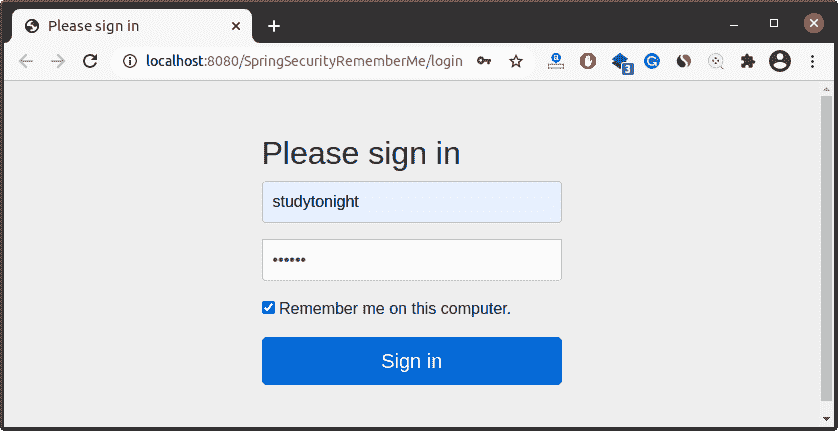 Please sign in
localhost:8080/SpringSecurityRememberMe/login
a
3
Please sign in
studytonight
••••••
Remember me on this computer.
Sign in